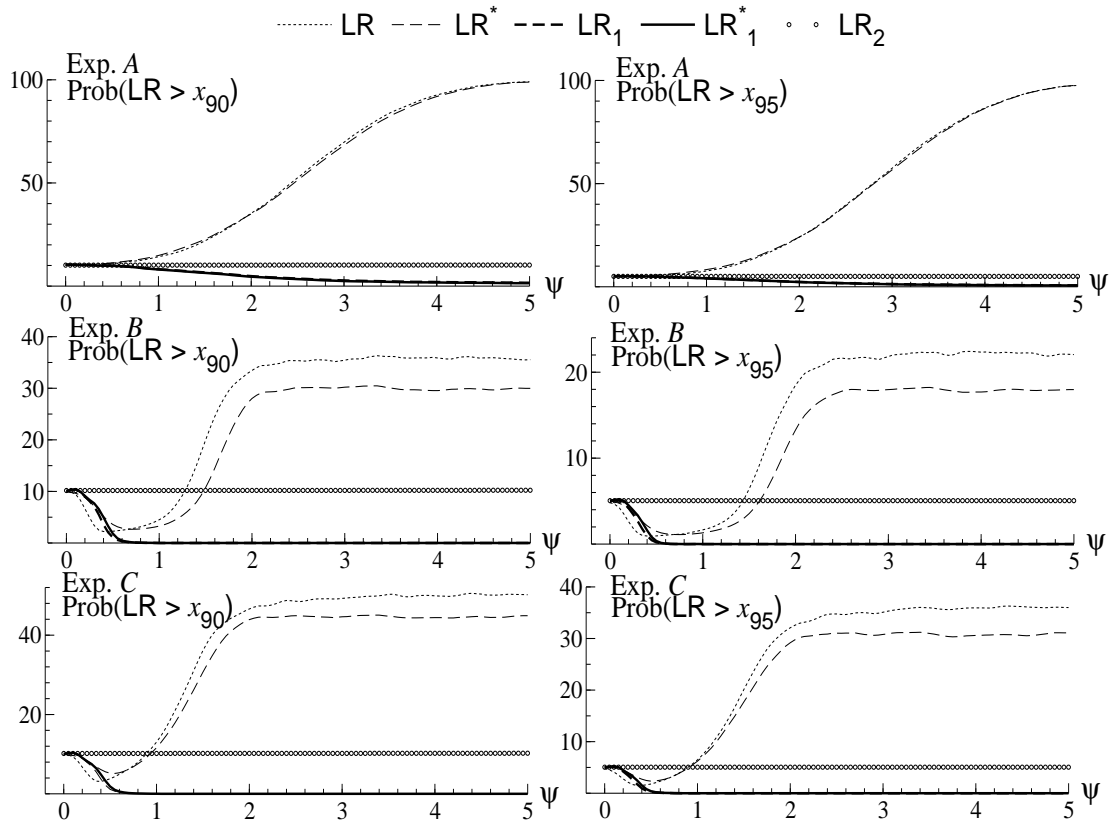 LR LR* LR1 LR*1 LR2
Exp. A
Prob(LR > x90)
100
50
0 1 2 3 4 5 ψ
Exp. A
Prob(LR > x95)
100
50
0 1 2 3 4 5 ψ
Exp. B
Prob(LR > x90)
40
30
20
10
0 1 2 3 4 5 ψ
Exp. B
Prob(LR > x95)
20
10
0 1 2 3 4 5 ψ
Exp. C
Prob(LR > x90)
40
20
0 1 2 3 4 5 ψ
Exp. C
Prob(LR > x95)
40
30
20
10
0 1 2 3 4 5 ψ